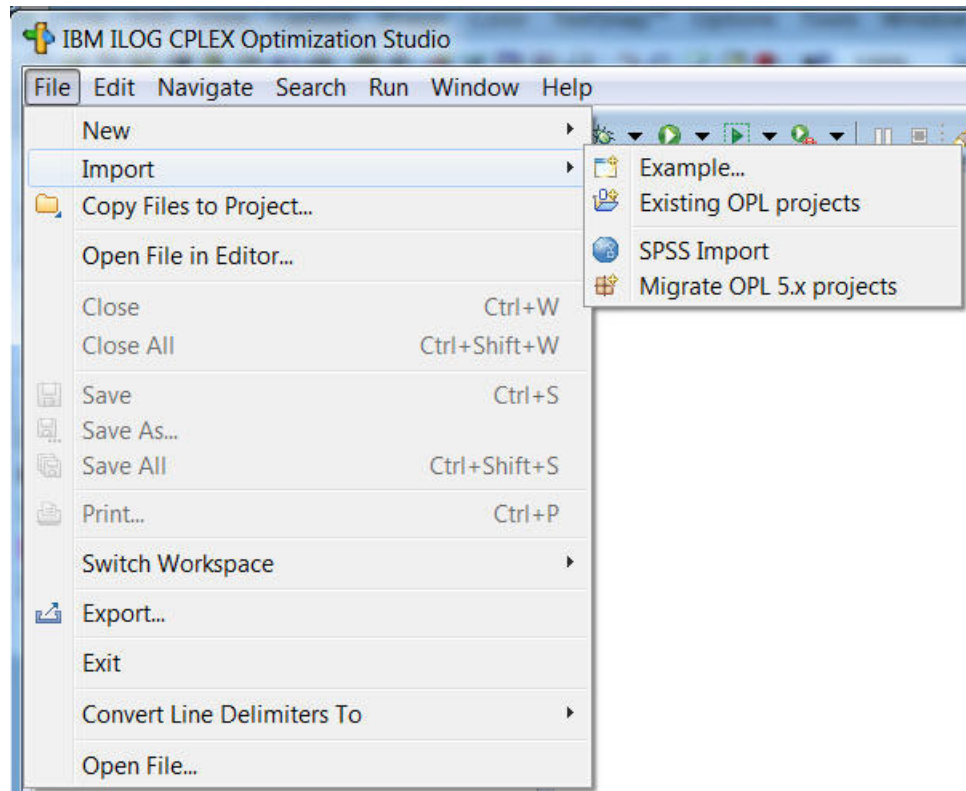 IBM ILOG CPLEX Optimization Studio
File Edit Navigate Search Run Window Help
New
Import
Copy Files to Project...
Open File in Editor...
Close Ctrl+W
Close All Ctrl+Shift+W
Save Ctrl+S
Save As...
Save All Ctrl+Shift+S
Print... Ctrl+P
Switch Workspace
Export...
Exit
Convert Line Delimiters To
Open File...
Example...
Existing OPL projects
SPSS Import
Migrate OPL 5.x projects